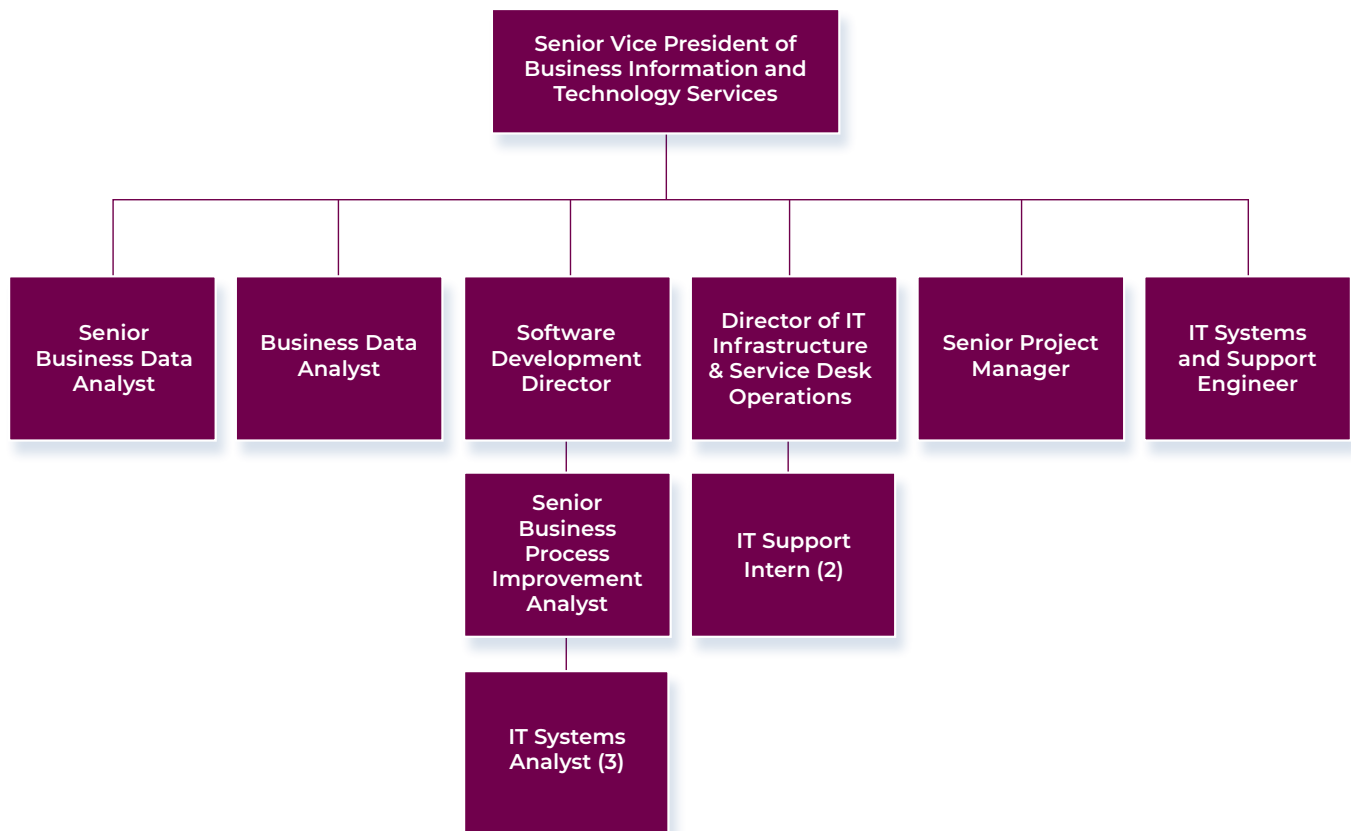 Senior Vice President of
Business Information and
Technology Services
Senior
Business Data
Analyst
Business Data
Analyst
Software
Development
Director
Director of IT
Infrastructure
& Service Desk
Operations
Senior Project
Manager
IT Systems
and Support
Engineer
Senior
Business
Process
Improvement
Analyst
IT Support
Intern (2)
IT Systems
Analyst (3)